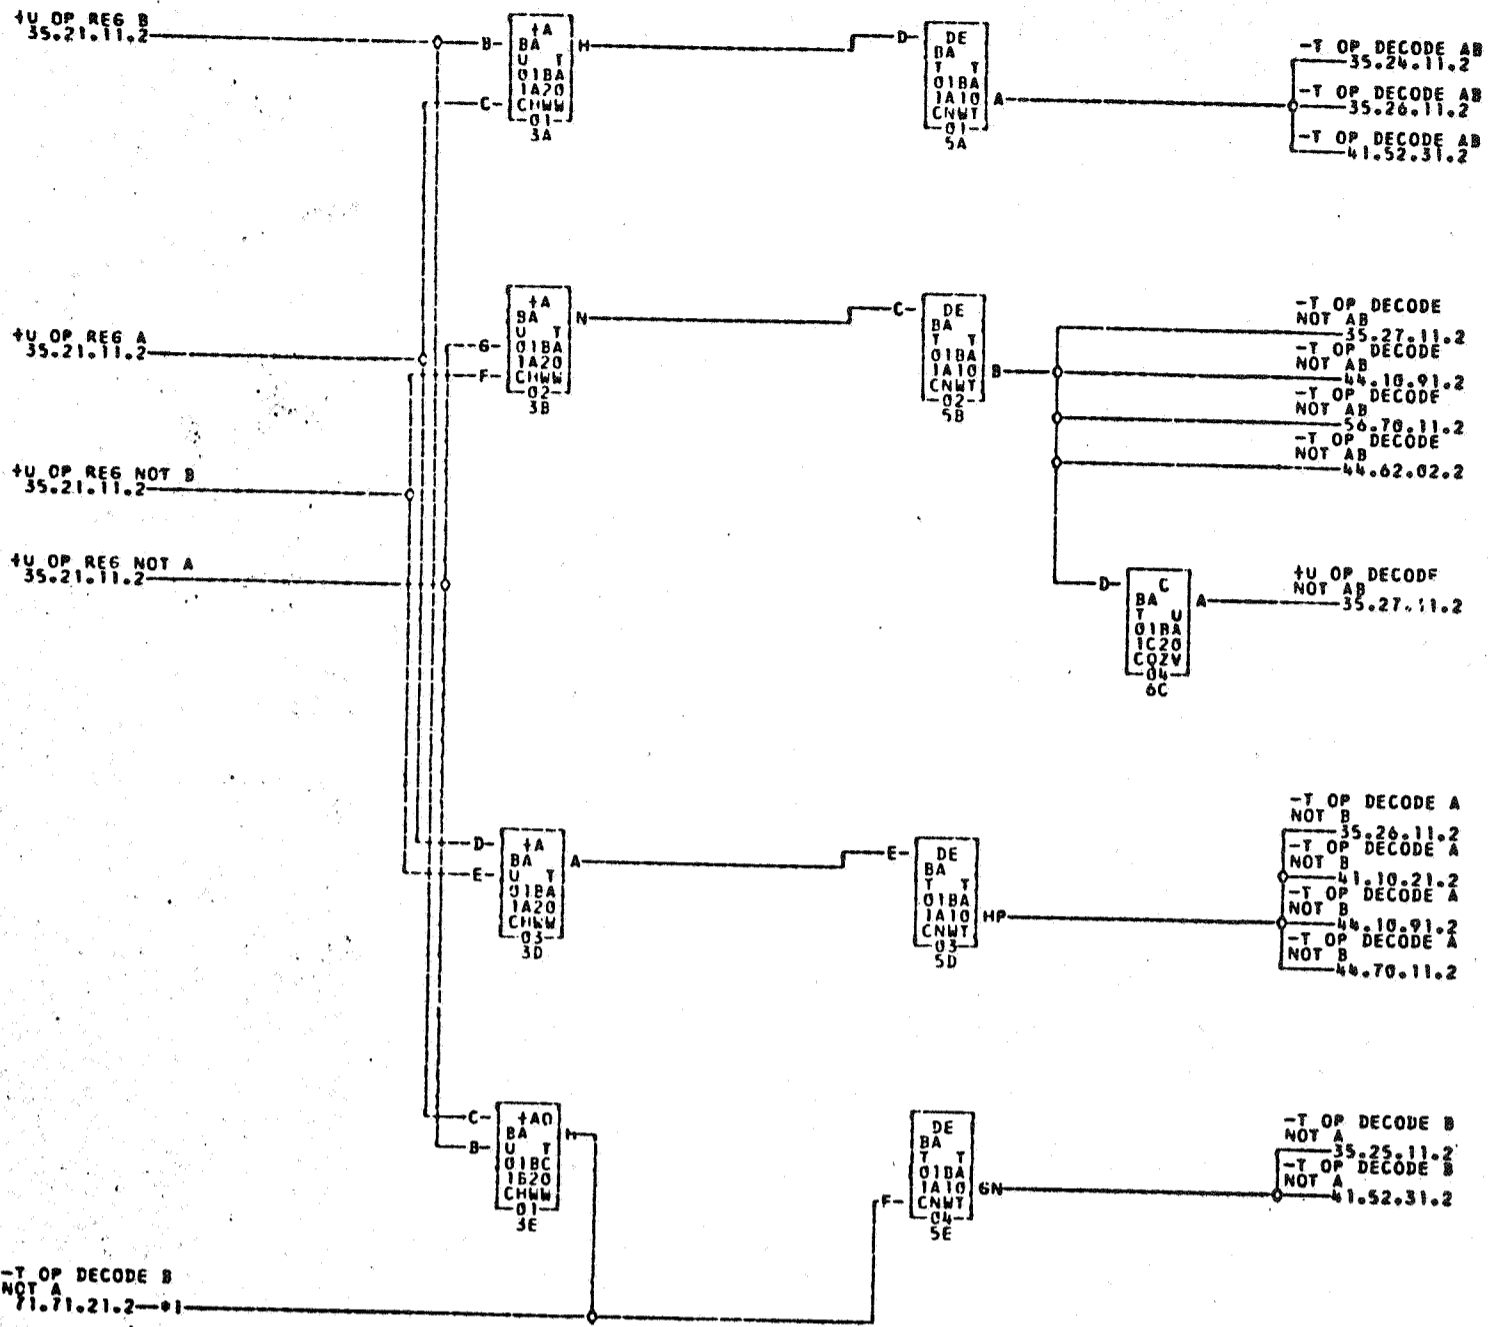 +U OP REG B
35.21.11.2
B
C
+A
BA
U T
01BA
1A20
CHWW
01
3A
H
D
DE
BA
T T
01BA
1A10
CNWT
01
5A
A
-T OP DECODE AB
35.24.11.2
-T OP DECODE AB
35.26.11.2
-T OP DECODE AB
41.52.31.2
+U OP REG A
35.21.11.2
G
F
+A
BA
U T
01BA
1A20
CHWW
02
3B
N
C
DE
BA
T T
01BA
1A10
CNWT
02
5B
B
-T OP DECODE
NOT AB
35.27.11.2
-T OP DECODE
NOT AB
44.10.91.2
-T OP DECODE
NOT AB
56.70.11.2
-T OP DECODE
NOT AB
44.62.02.2
+U OP REG NOT B
35.21.11.2
+U OP REG NOT A
35.21.11.2
D
C
BA
T U
01BA
1C20
CQZV
04
6C
A
+U OP DECODE
NOT AB
35.27.11.2
D
E
+A
BA
U T
01BA
1A20
CHWW
03
3D
A
E
DE
BA
T T
01BA
1A10
CNWT
03
5D
HP
-T OP DECODE A
NOT B
35.26.11.2
-T OP DECODE A
NOT B
41.10.21.2
-T OP DECODE A
NOT B
44.10.91.2
-T OP DECODE A
NOT B
44.70.11.2
C
B
+AO
BA
U T
01BC
1B20
CHWW
01
3E
H
F
DE
BA
T T
01BA
1A10
CNWT
04
5E
GN
-T OP DECODE B
NOT A
35.25.11.2
-T OP DECODE B
NOT A
41.52.31.2
-T OP DECODE B
NOT A
71.71.21.2 *1